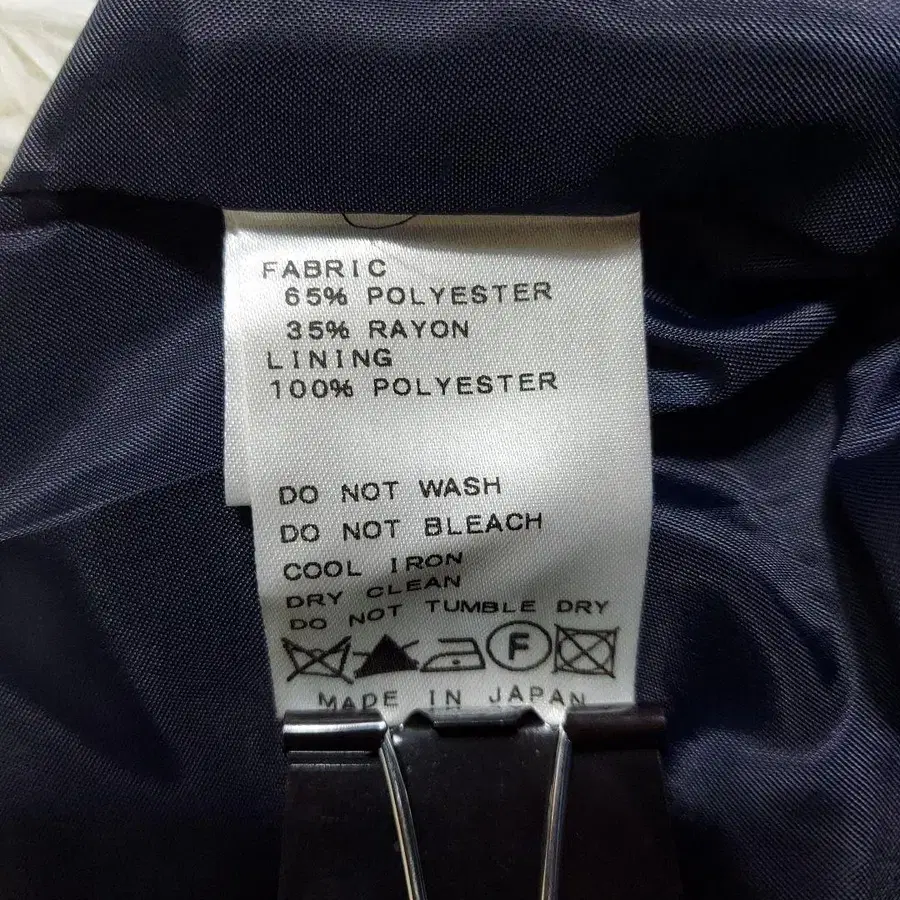 FABRIC
65% POLYESTER
35% RAYON
LINING
100% POLYESTER
DO NOT WASH
DO NOT BLEACH
COOL IRON
DRY CLEAN
DO NOT TUMBLE DRY
F
MADE IN JAPAN